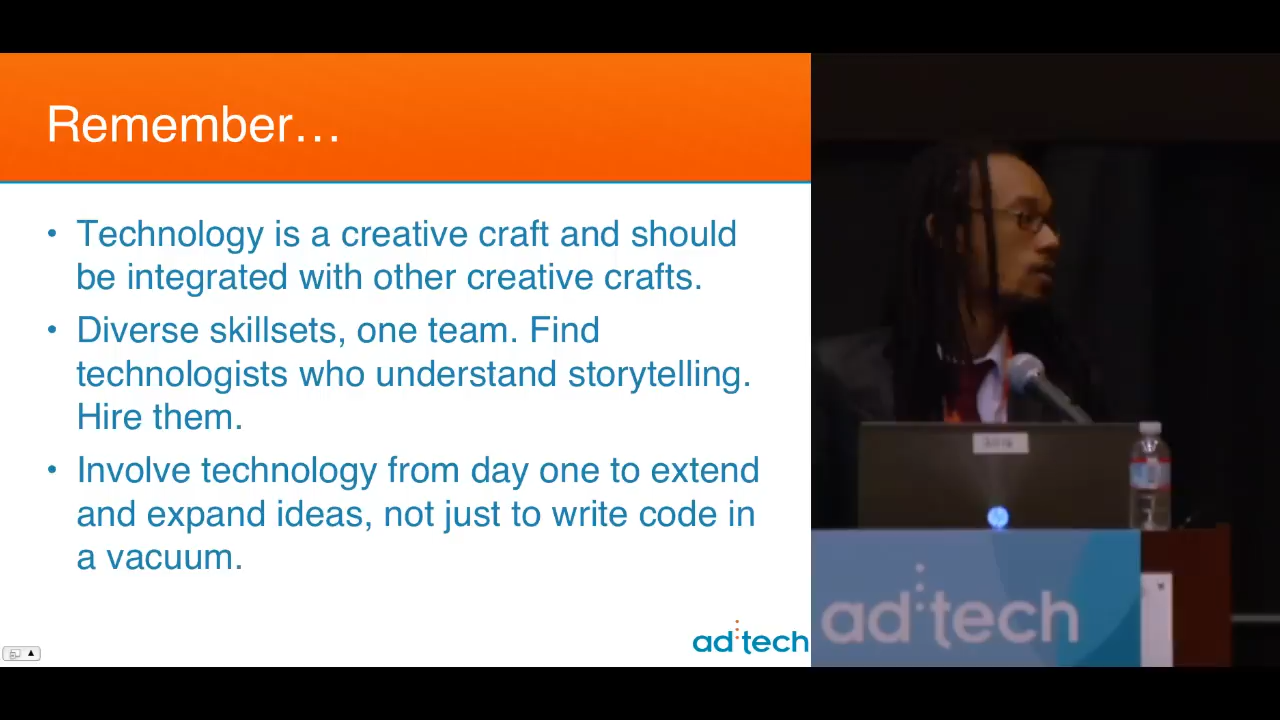 Remember…
• Technology is a creative craft and should
be integrated with other creative crafts.
• Diverse skillsets, one team. Find
technologists who understand storytelling.
Hire them.
• Involve technology from day one to extend
and expand ideas, not just to write code in
a vacuum.
ad:tech
ad:tech